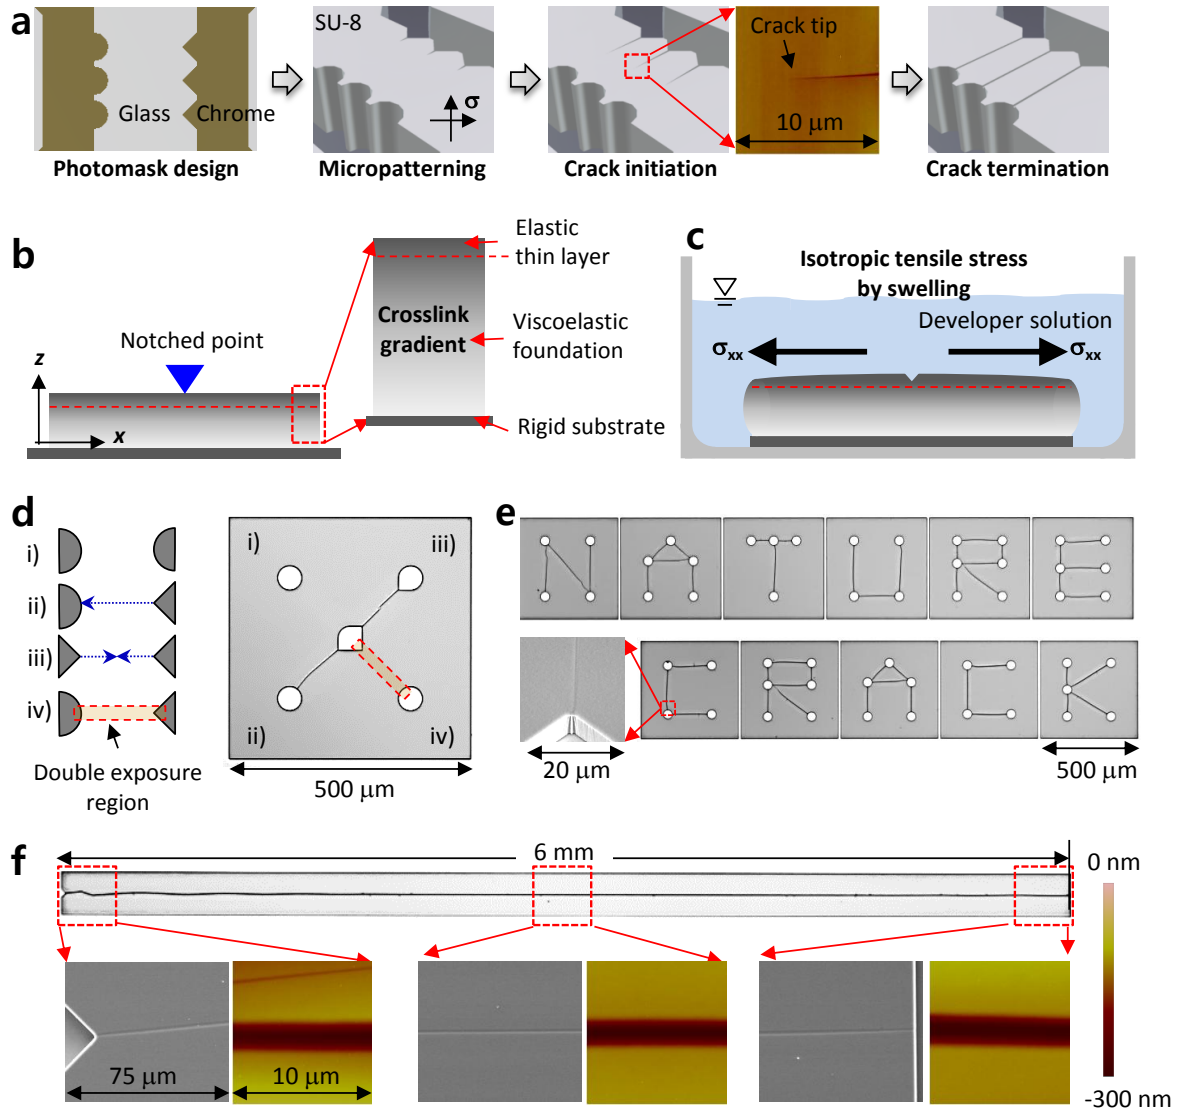 a
SU-8
Crack tip
σ
Glass
Chrome
10 μm
Photomask design
Micropatterning
Crack initiation
Crack termination
b
Elastic
thin layer
Crosslink
gradient
Viscoelastic
foundation
Notched point
z
x
Rigid substrate
c
Isotropic tensile stress
by swelling
Developer solution
σxx
σxx
d
i)
ii)
iii)
iv)
Double exposure
region
i)
iii)
ii)
iv)
500 μm
e
N A T U R E
C R A C K
20 μm
500 μm
f
6 mm
0 nm
75 μm
10 μm
-300 nm